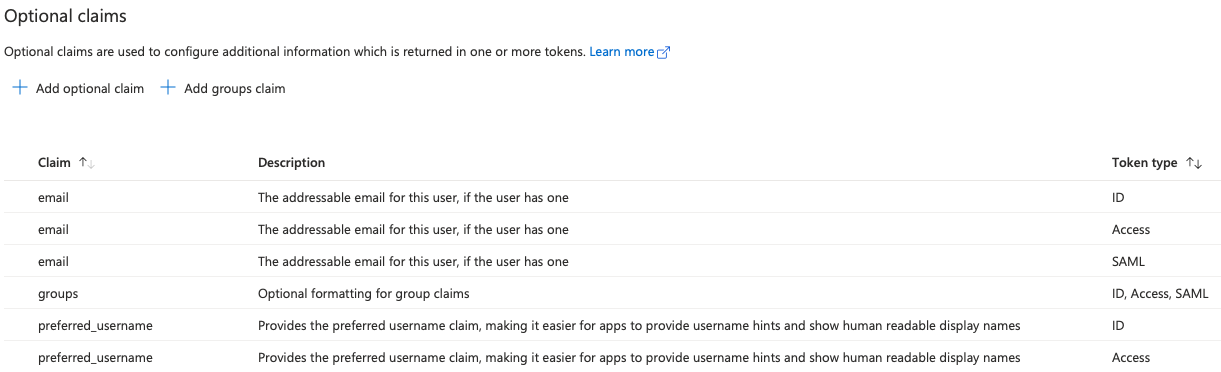 Optional claims
Optional claims are used to configure additional information which is returned in one or more tokens. Learn more
Add optional claim Add groups claim
Claim Description Token type
email The addressable email for this user, if the user has one ID
email The addressable email for this user, if the user has one Access
email The addressable email for this user, if the user has one SAML
groups Optional formatting for group claims ID, Access, SAML
preferred_username Provides the preferred username claim, making it easier for apps to provide username hints and show human readable display names ID
preferred_username Provides the preferred username claim, making it easier for apps to provide username hints and show human readable display names Access